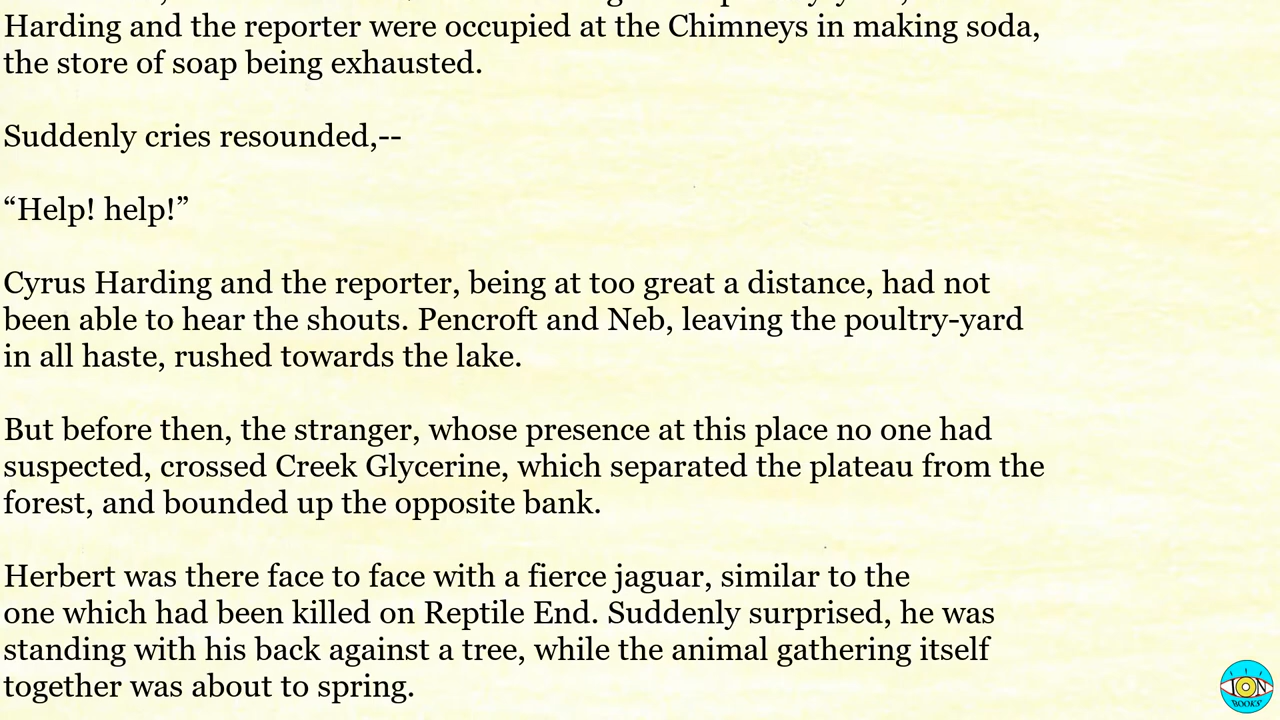 Harding and the reporter were occupied at the Chimneys in making soda,
the store of soap being exhausted.
Suddenly cries resounded,--
“Help! help!”
Cyrus Harding and the reporter, being at too great a distance, had not
been able to hear the shouts. Pencroft and Neb, leaving the poultry-yard
in all haste, rushed towards the lake.
But before then, the stranger, whose presence at this place no one had
suspected, crossed Creek Glycerine, which separated the plateau from the
forest, and bounded up the opposite bank.
Herbert was there face to face with a fierce jaguar, similar to the
one which had been killed on Reptile End. Suddenly surprised, he was
standing with his back against a tree, while the animal gathering itself
together was about to spring.
ION
BOOKS